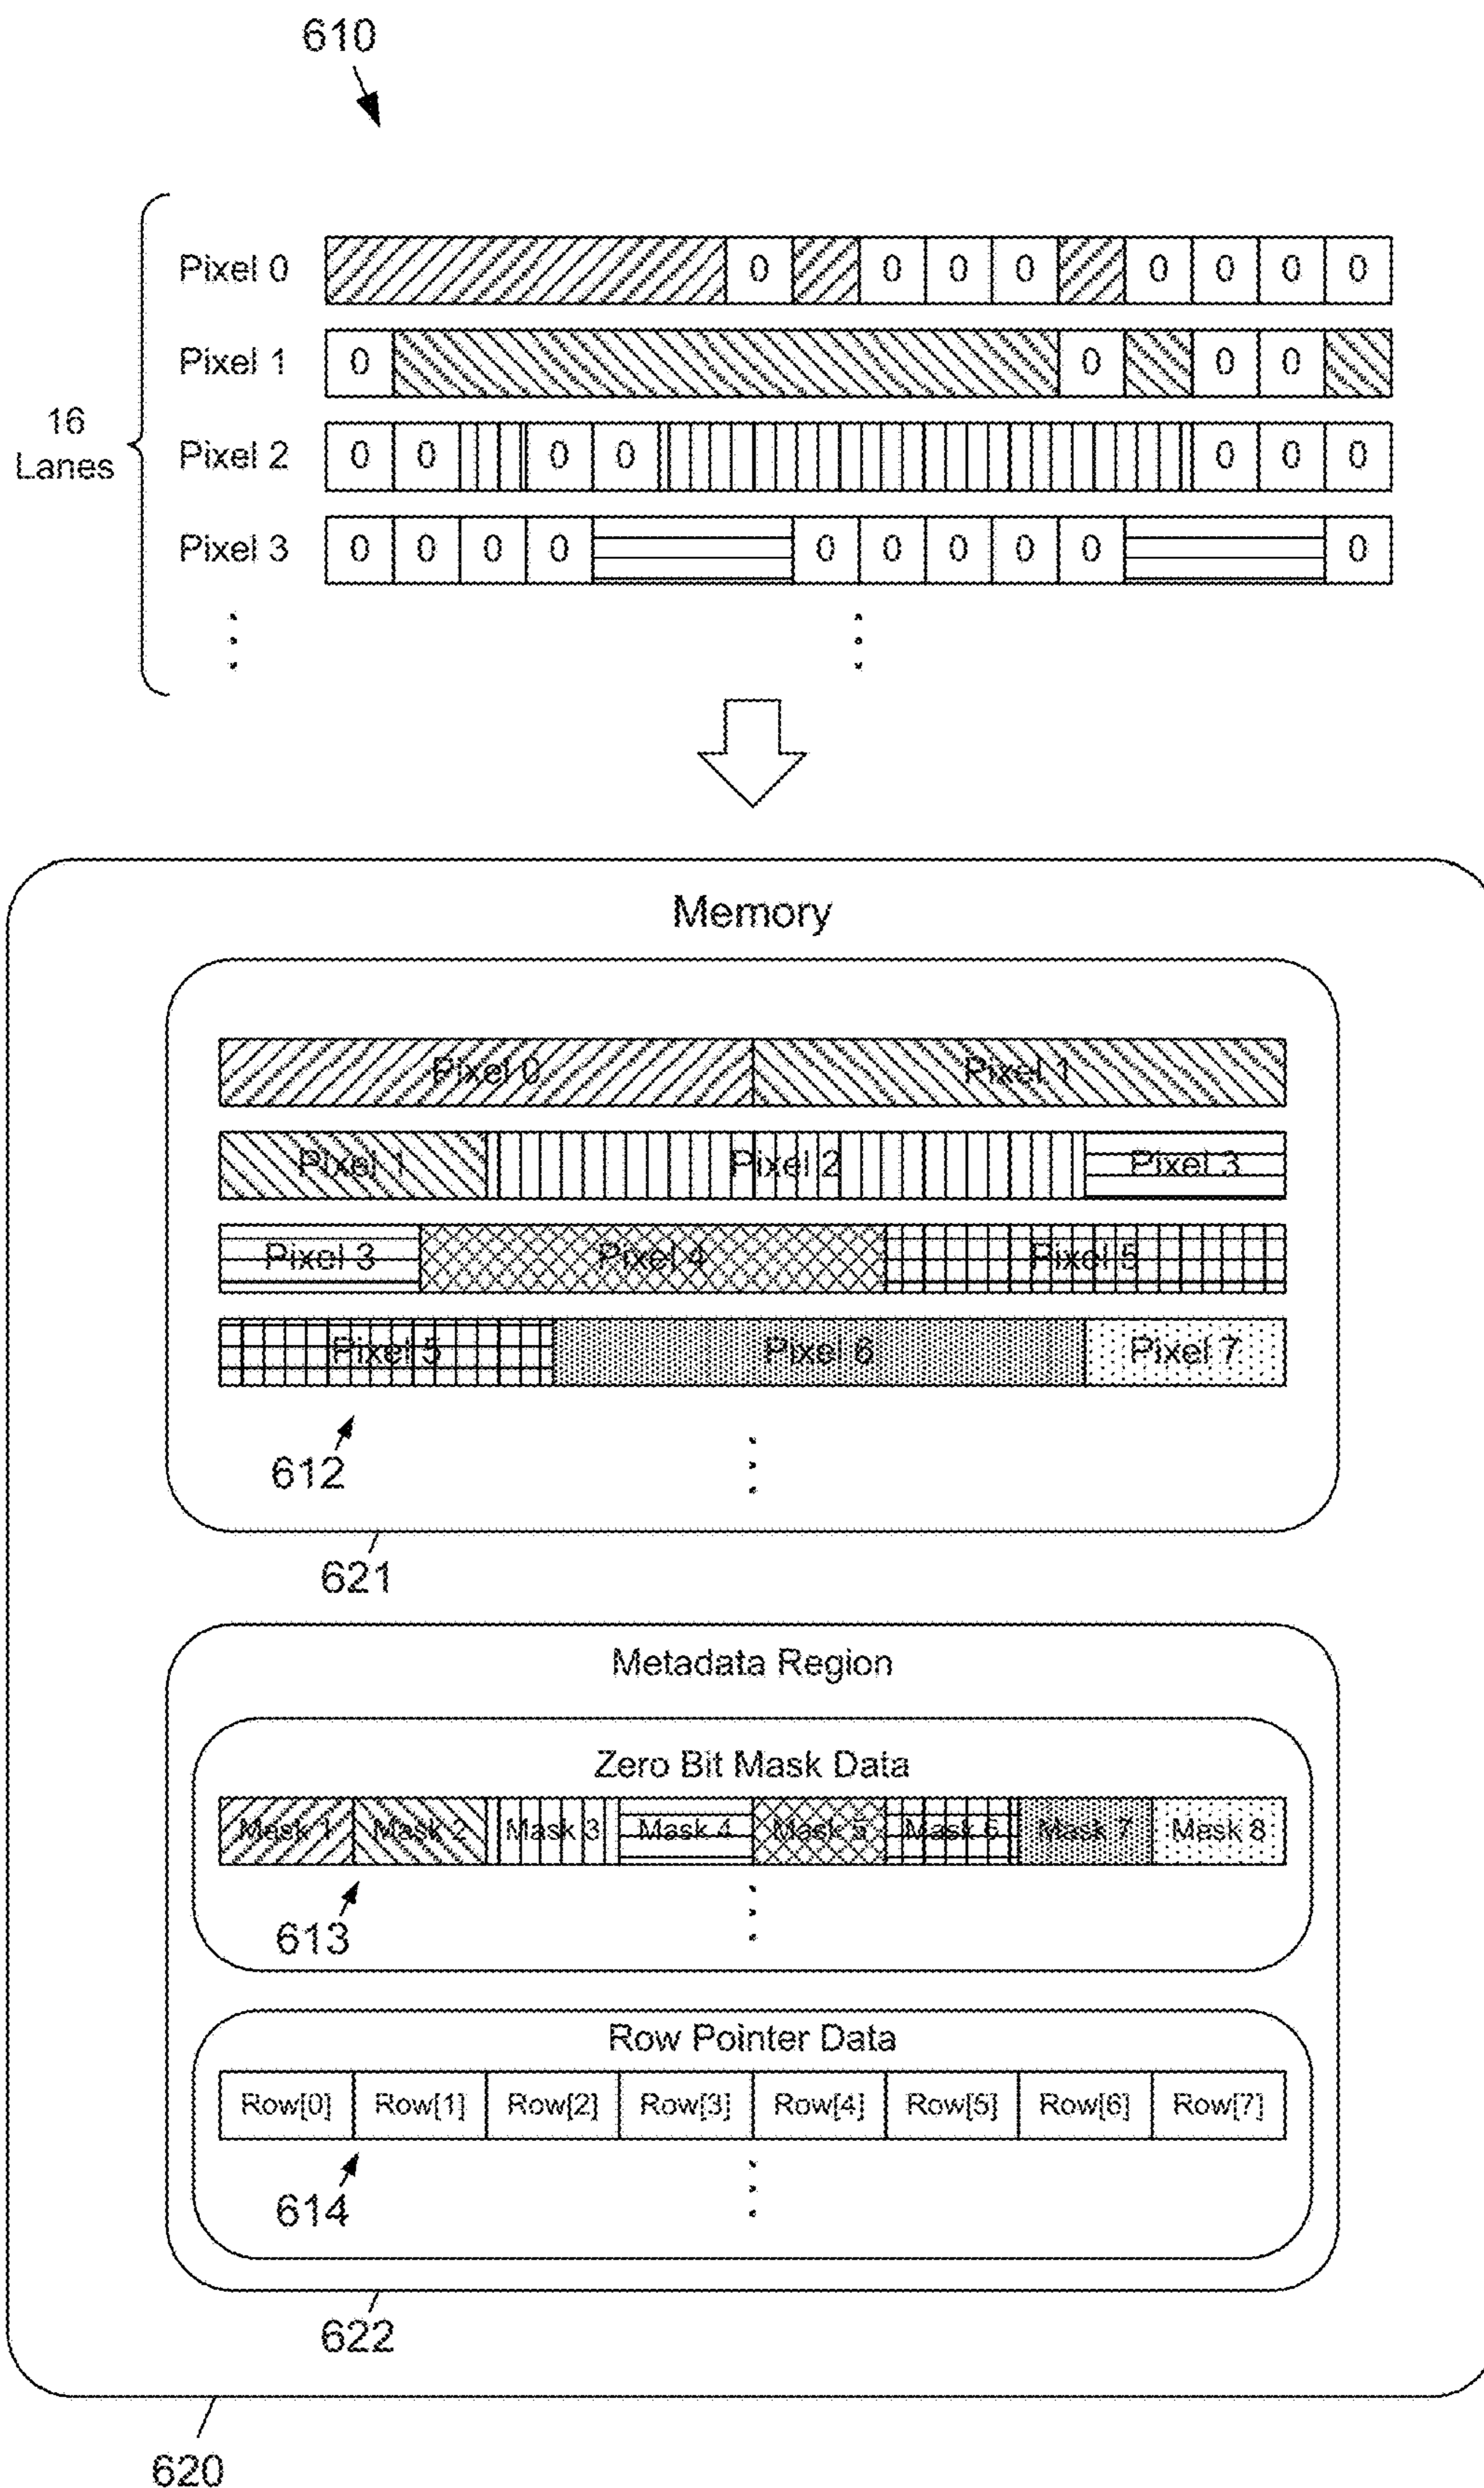 610
16 Lanes
Pixel 0 0 0 0 0 0 0 0 0
Pixel 1 0 0 0 0
Pixel 2 0 0 0 0 0 0 0
Pixel 3 0 0 0 0 0 0 0 0 0 0
Memory
Pixel 0 Pixel 1
Pixel 1 Pixel 2 Pixel 3
Pixel 3 Pixel 4 Pixel 5
Pixel 5 Pixel 6 Pixel 7
612
621
Metadata Region
Zero Bit Mask Data
Mask 1 Mask 2 Mask 3 Mask 4 Mask 5 Mask 6 Mask 7 Mask 8
613
Row Pointer Data
Row[0] Row[1] Row[2] Row[3] Row[4] Row[5] Row[6] Row[7]
614
622
620